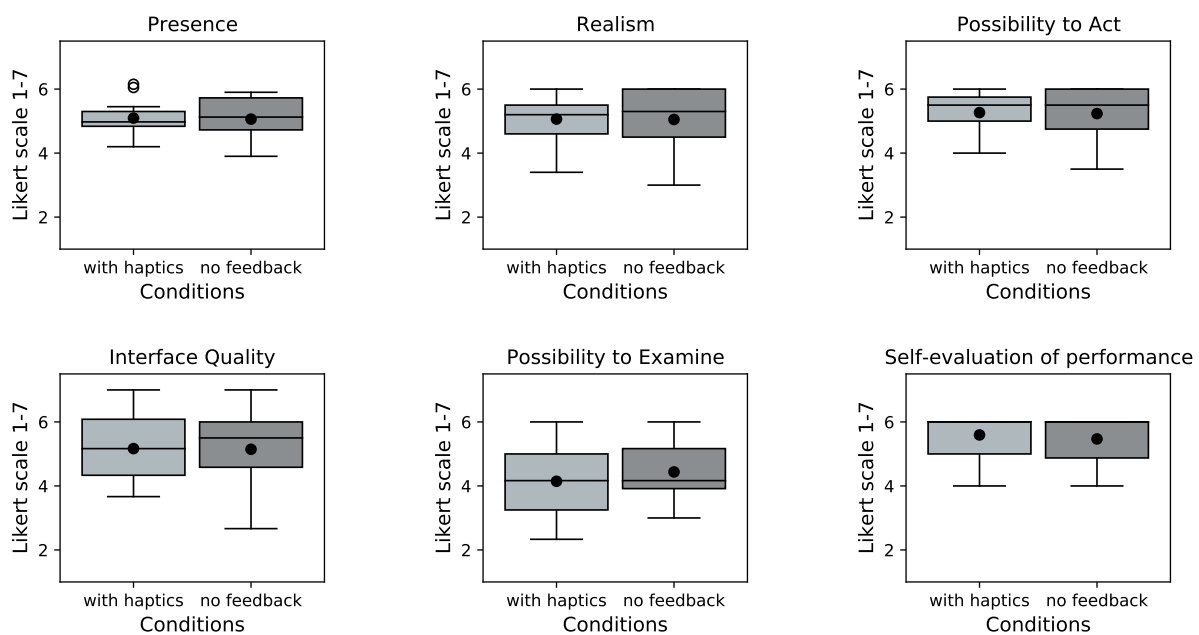 Presence
Likert scale 1-7
6
4
2
with haptics no feedback
Conditions
Realism
Likert scale 1-7
6
4
2
with haptics no feedback
Conditions
Possibility to Act
Likert scale 1-7
6
4
2
with haptics no feedback
Conditions
Interface Quality
Likert scale 1-7
6
4
2
with haptics no feedback
Conditions
Possibility to Examine
Likert scale 1-7
6
4
2
with haptics no feedback
Conditions
Self-evaluation of performance
Likert scale 1-7
6
4
2
with haptics no feedback
Conditions